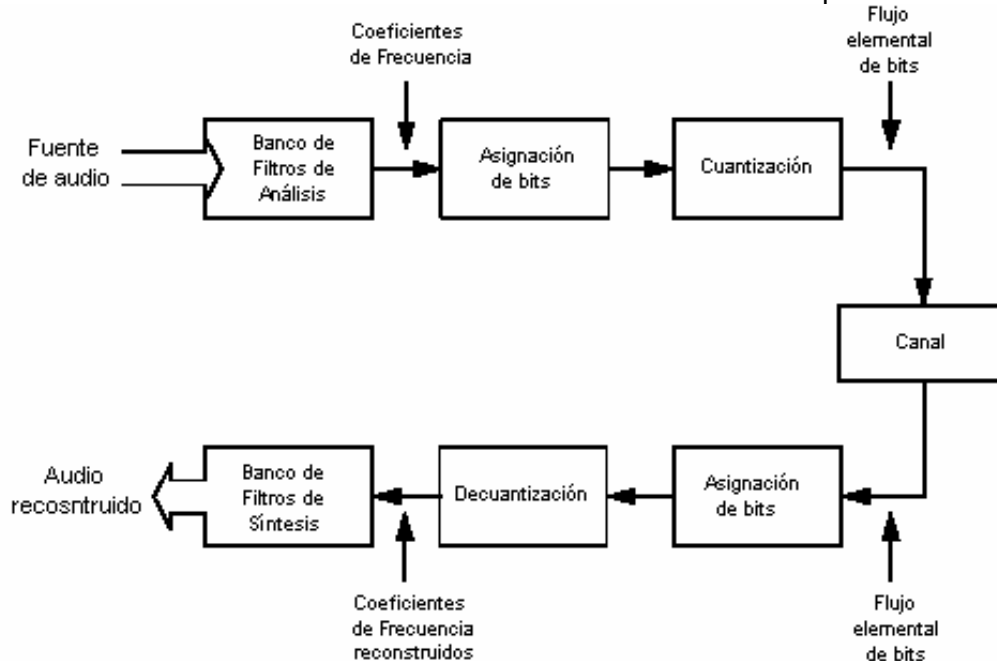 Coeficientes
de Frecuencia
Flujo
elemental
de bits
Fuente
de audio
Banco de
Filtros de
Análisis
Asignación
de bits
Cuantización
Canal
Audio
recosntruido
Banco de
Filtros de
Síntesis
Decuantización
Asignación
de bits
Coeficientes
de Frecuencia
reconstruidos
Flujo
elemental
de bits